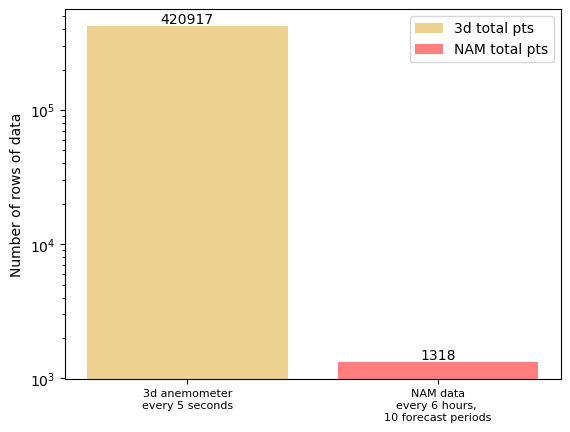 420917
3d total pts
NAM total pts
10^5
Number of rows of data
10^4
1318
10^3
3d anemometer
every 5 seconds
NAM data
every 6 hours,
10 forecast periods